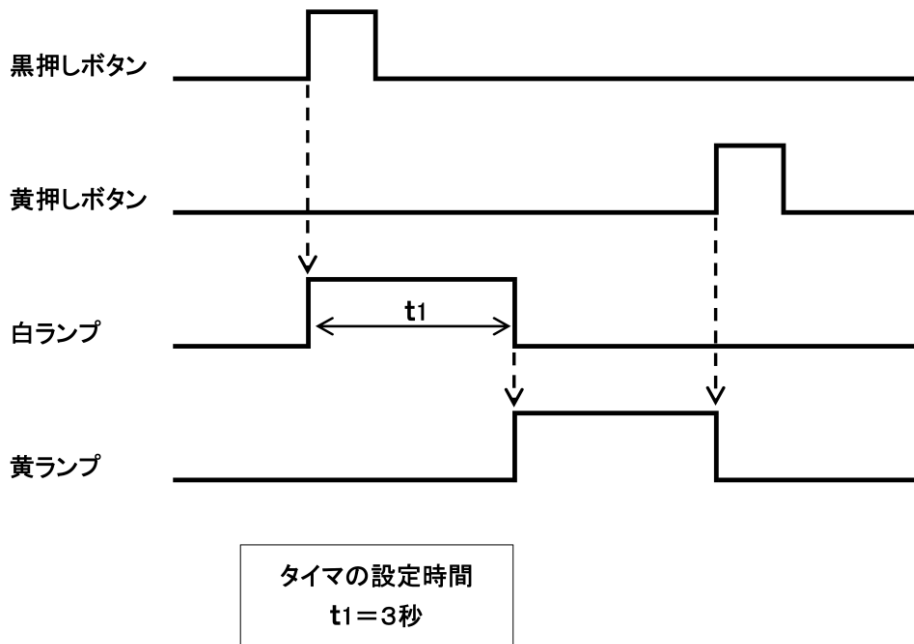 黒押しボタン
黄押しボタン
白ランプ
t1
黄ランプ
タイマの設定時間
t1=3秒